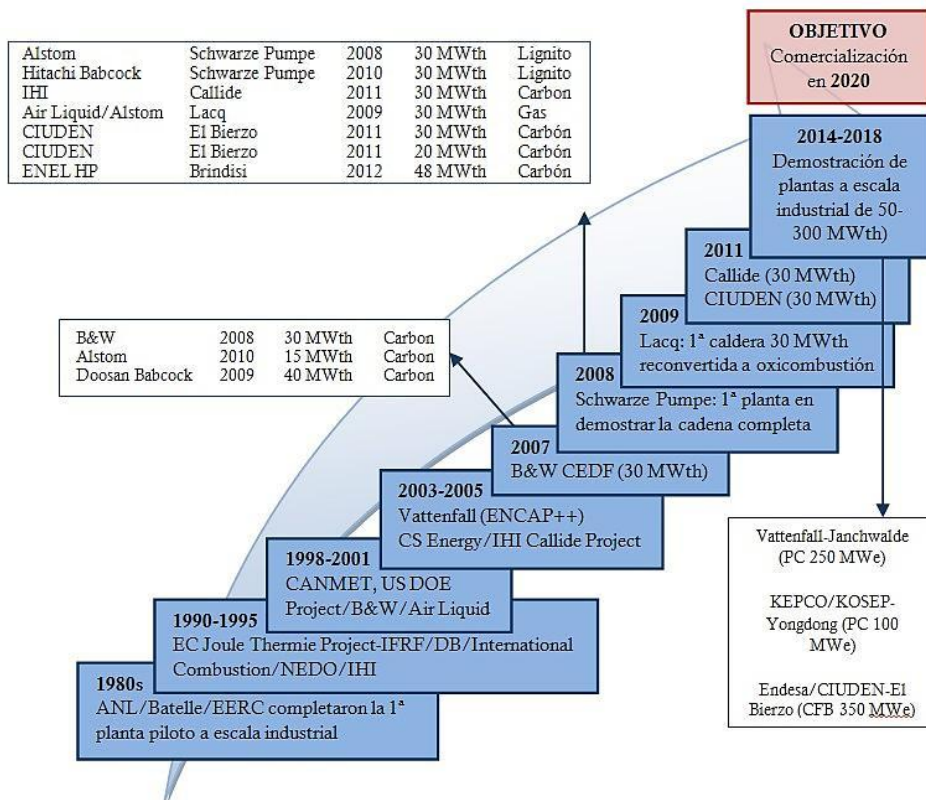 Alstom Schwarze Pumpe 2008 30 MWth Lignito
Hitachi Babcock Schwarze Pumpe 2010 30 MWth Lignito
IHI Callide 2011 30 MWth Carbon
Air Liquid/Alstom Lacq 2009 30 MWth Gas
CIUDEN El Bierzo 2011 30 MWth Carbón
CIUDEN El Bierzo 2011 20 MWth Carbón
ENEL HP Brindisi 2012 48 MWth Carbón
OBJETIVO
Comercialización
en 2020
2014-2018
Demostración de
plantas a escala
industrial de 50-
300 MWth)
2011
Callide (30 MWth)
CIUDEN (30 MWth)
2009
Lacq: 1ª caldera 30 MWth
reconvertida a oxicombustión
B&W 2008 30 MWth Carbon
Alstom 2010 15 MWth Carbon
Doosan Babcock 2009 40 MWth Carbon
2008
Schwarze Pumpe: 1ª planta en
demostrar la cadena completa
2007
B&W CEDF (30 MWth)
2003-2005
Vattenfall (ENCAP++)
CS Energy/IHI Callide Project
1998-2001
CANMET, US DOE
Project/B&W/Air Liquid
1990-1995
EC Joule Thermie Project-IFRF/DB/International
Combustion/NEDO/IHI
1980s
ANL/Batelle/EERC completaron la 1ª
planta piloto a escala industrial
Vattenfall-Janchwalde
(PC 250 MWe)
KEPCO/KOSEP-
Yongdong (PC 100
MWe)
Endesa/CIUDEN-El
Bierzo (CFB 350 MWe)